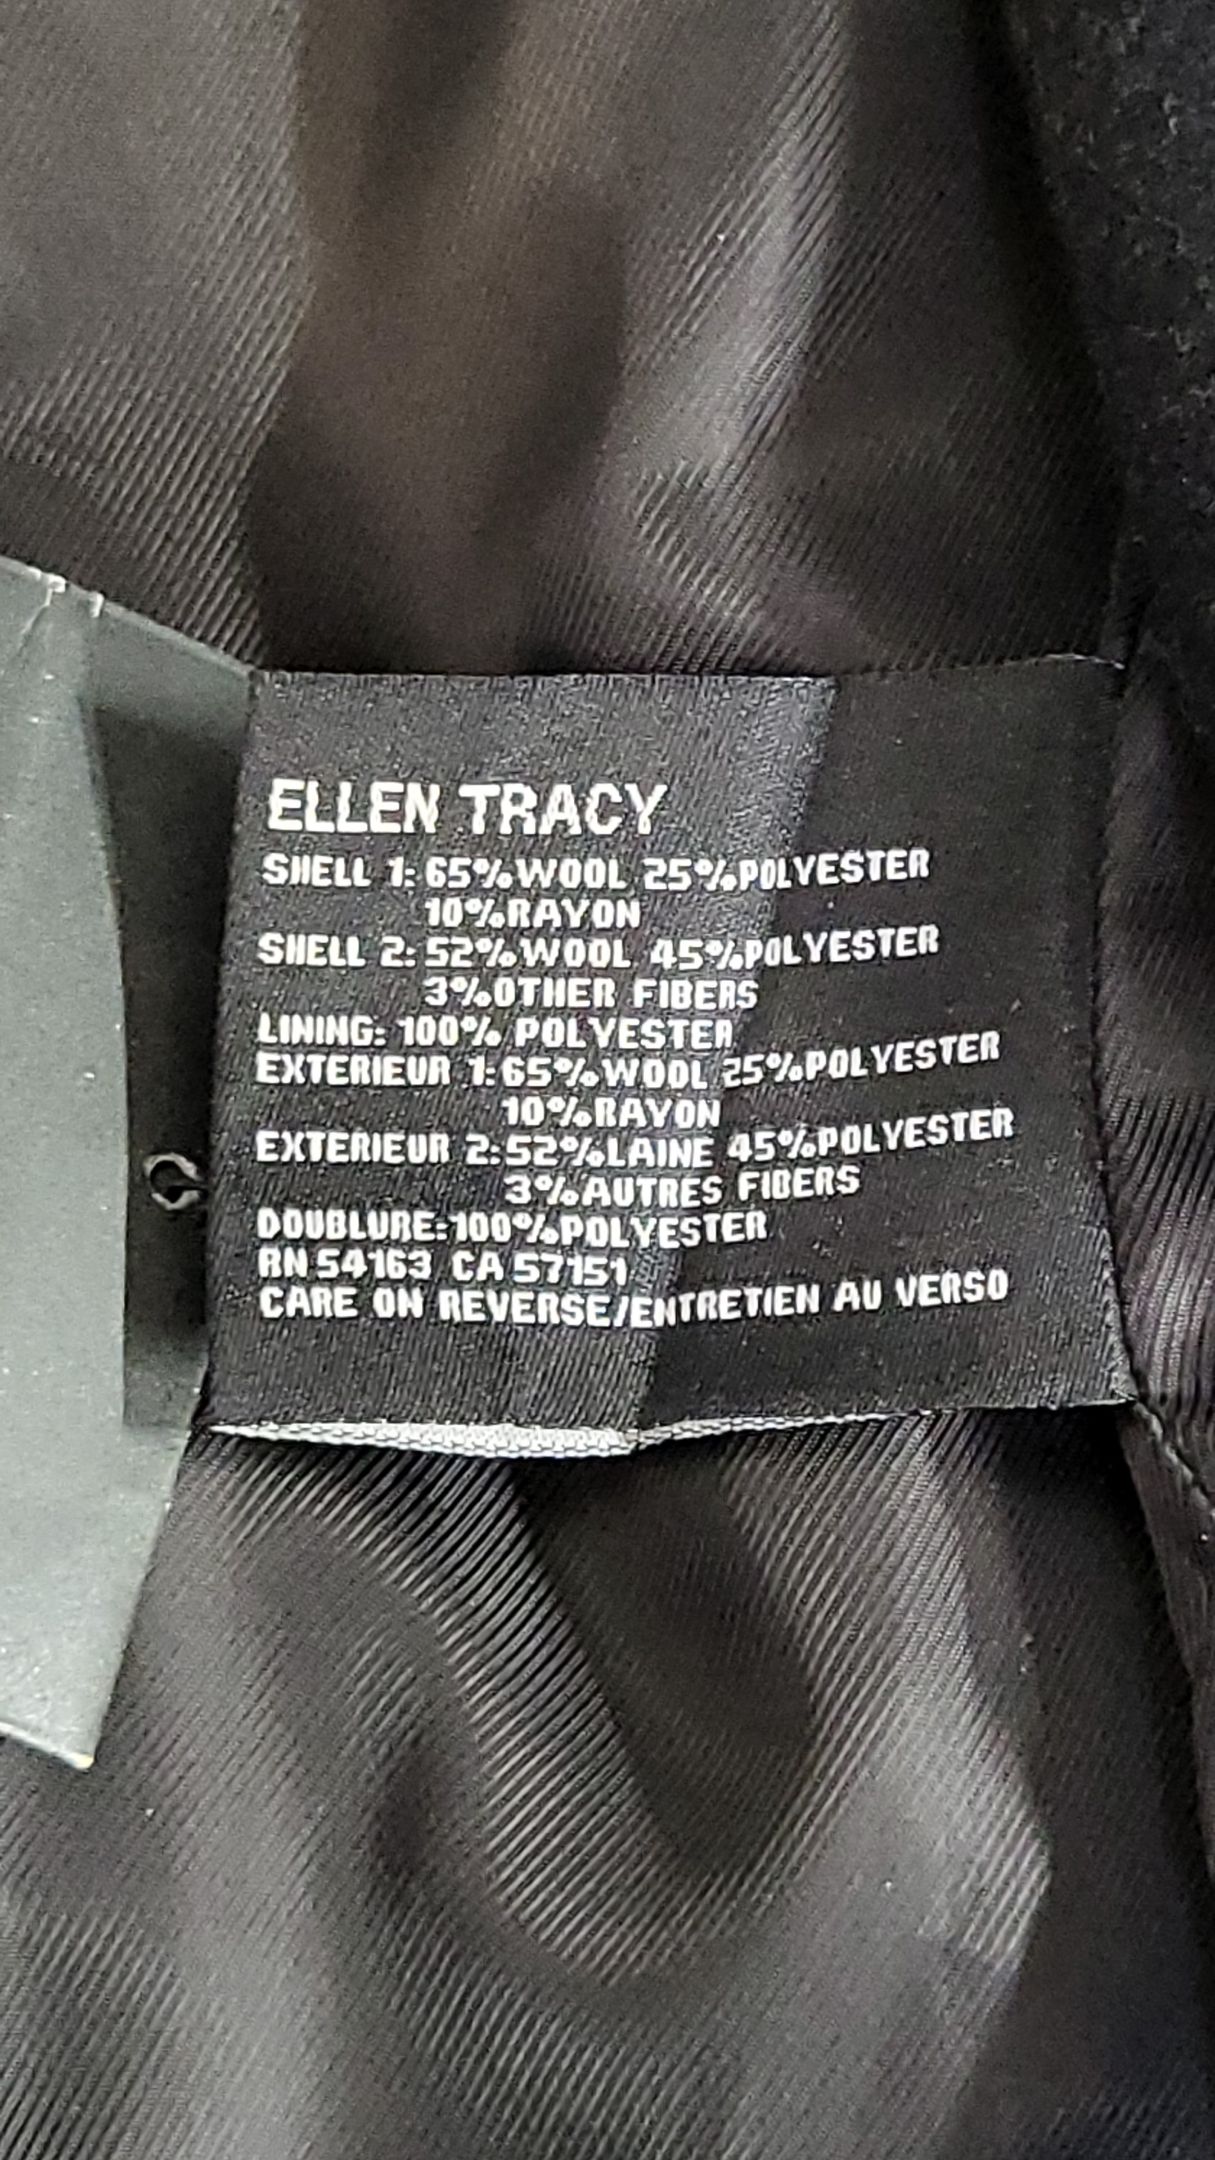 ELLEN TRACY
SHELL 1: 65%WOOL 25%POLYESTER
10%RAYON
SHELL 2: 52%WOOL 45%POLYESTER
3%OTHER FIBERS
LINING: 100% POLYESTER
EXTERIEUR 1:65%WOOL 25%POLYESTER
10%RAYON
EXTERIEUR 2:52%LAINE 45%POLYESTER
3%AUTRES FIBERS
DOUBLURE:100%POLYESTER
RN 54163 CA 57151
CARE ON REVERSE/ENTRETIEN AU VERSO